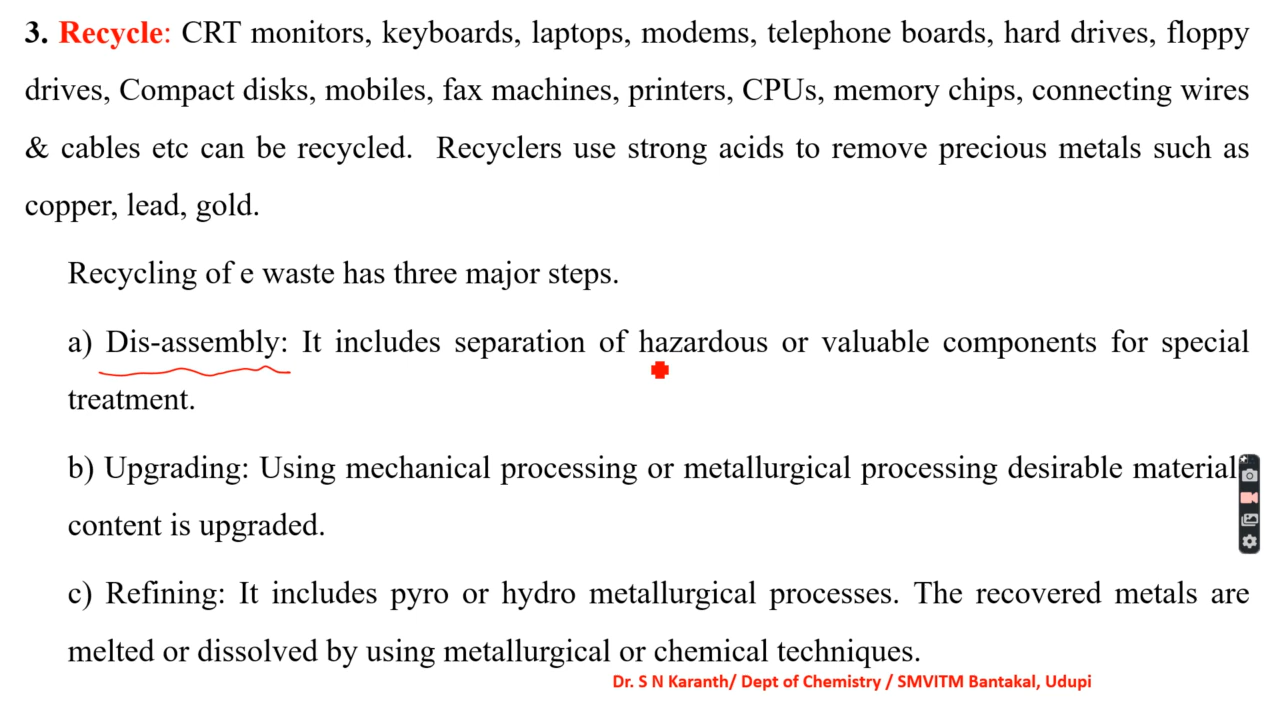 3. Recycle: CRT monitors, keyboards, laptops, modems, telephone boards, hard drives, floppy
drives, Compact disks, mobiles, fax machines, printers, CPUs, memory chips, connecting wires
& cables etc can be recycled. Recyclers use strong acids to remove precious metals such as
copper, lead, gold.
Recycling of e waste has three major steps.
a) Dis-assembly: It includes separation of hazardous or valuable components for special
treatment.
b) Upgrading: Using mechanical processing or metallurgical processing desirable material
content is upgraded.
c) Refining: It includes pyro or hydro metallurgical processes. The recovered metals are
melted or dissolved by using metallurgical or chemical techniques.
Dr. S N Karanth/ Dept of Chemistry / SMVITM Bantakal, Udupi